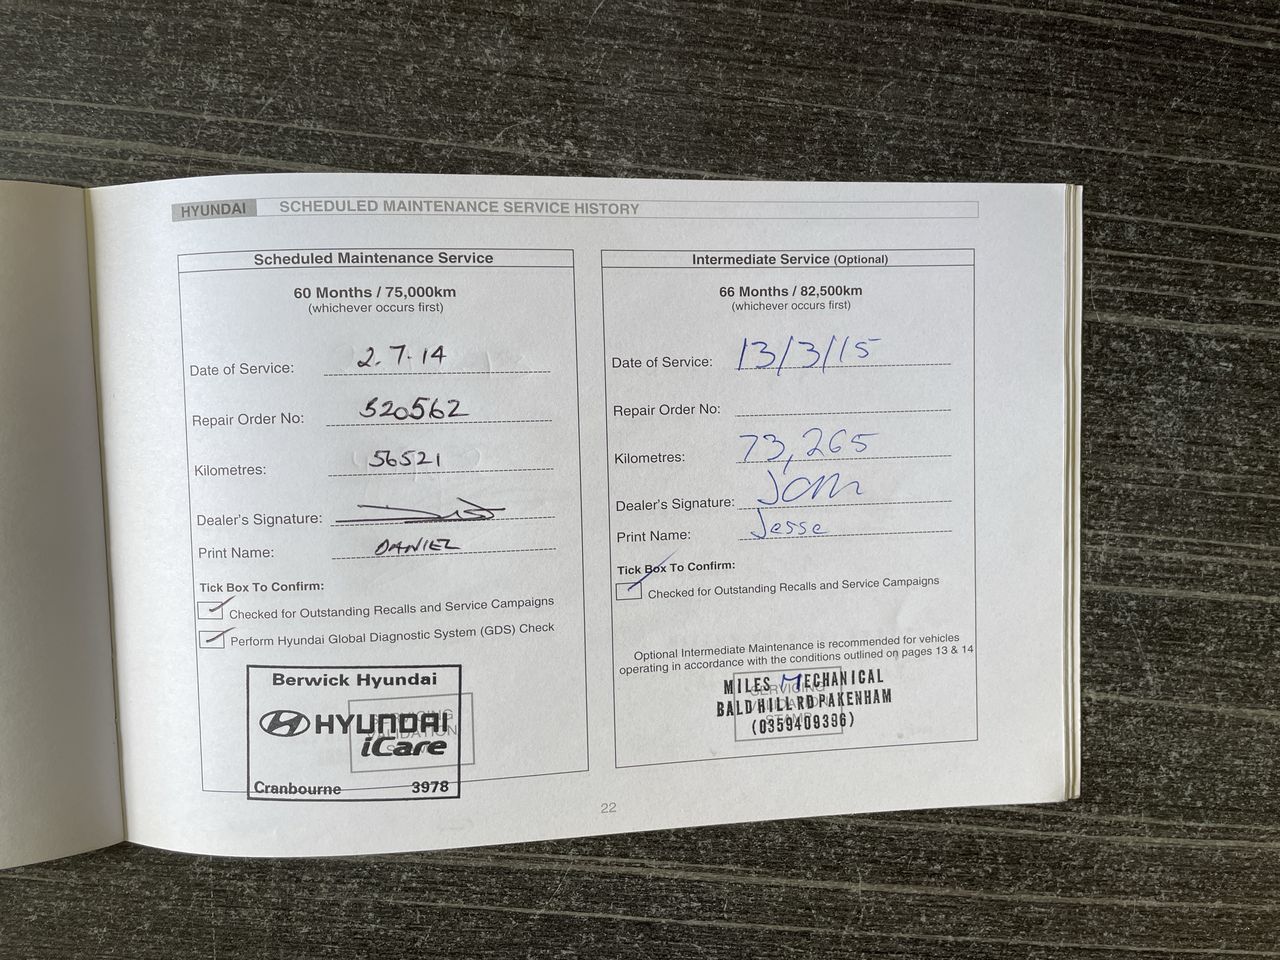 HYUNDAI SCHEDULED MAINTENANCE SERVICE HISTORY
Scheduled Maintenance Service
60 Months / 75,000km
(whichever occurs first)
Date of Service: 2.7.14
Repair Order No: 520562
Kilometres: 56521
Dealer's Signature:
Print Name: DANIEL
Tick Box To Confirm:
Checked for Outstanding Recalls and Service Campaigns
Perform Hyundai Global Diagnostic System (GDS) Check
Berwick Hyundai
HYUNDAI
iCare
Cranbourne 3978
Intermediate Service (Optional)
66 Months / 82,500km
(whichever occurs first)
Date of Service: 13/3/15
Repair Order No:
Kilometres: 73,265
Dealer's Signature:
Print Name: Jesse
Tick Box To Confirm:
Checked for Outstanding Recalls and Service Campaigns
Optional Intermediate Maintenance is recommended for vehicles
operating in accordance with the conditions outlined on pages 13 & 14
MILES MECHANICAL
BALD HILL RD PAKENHAM
(0359409396)
22